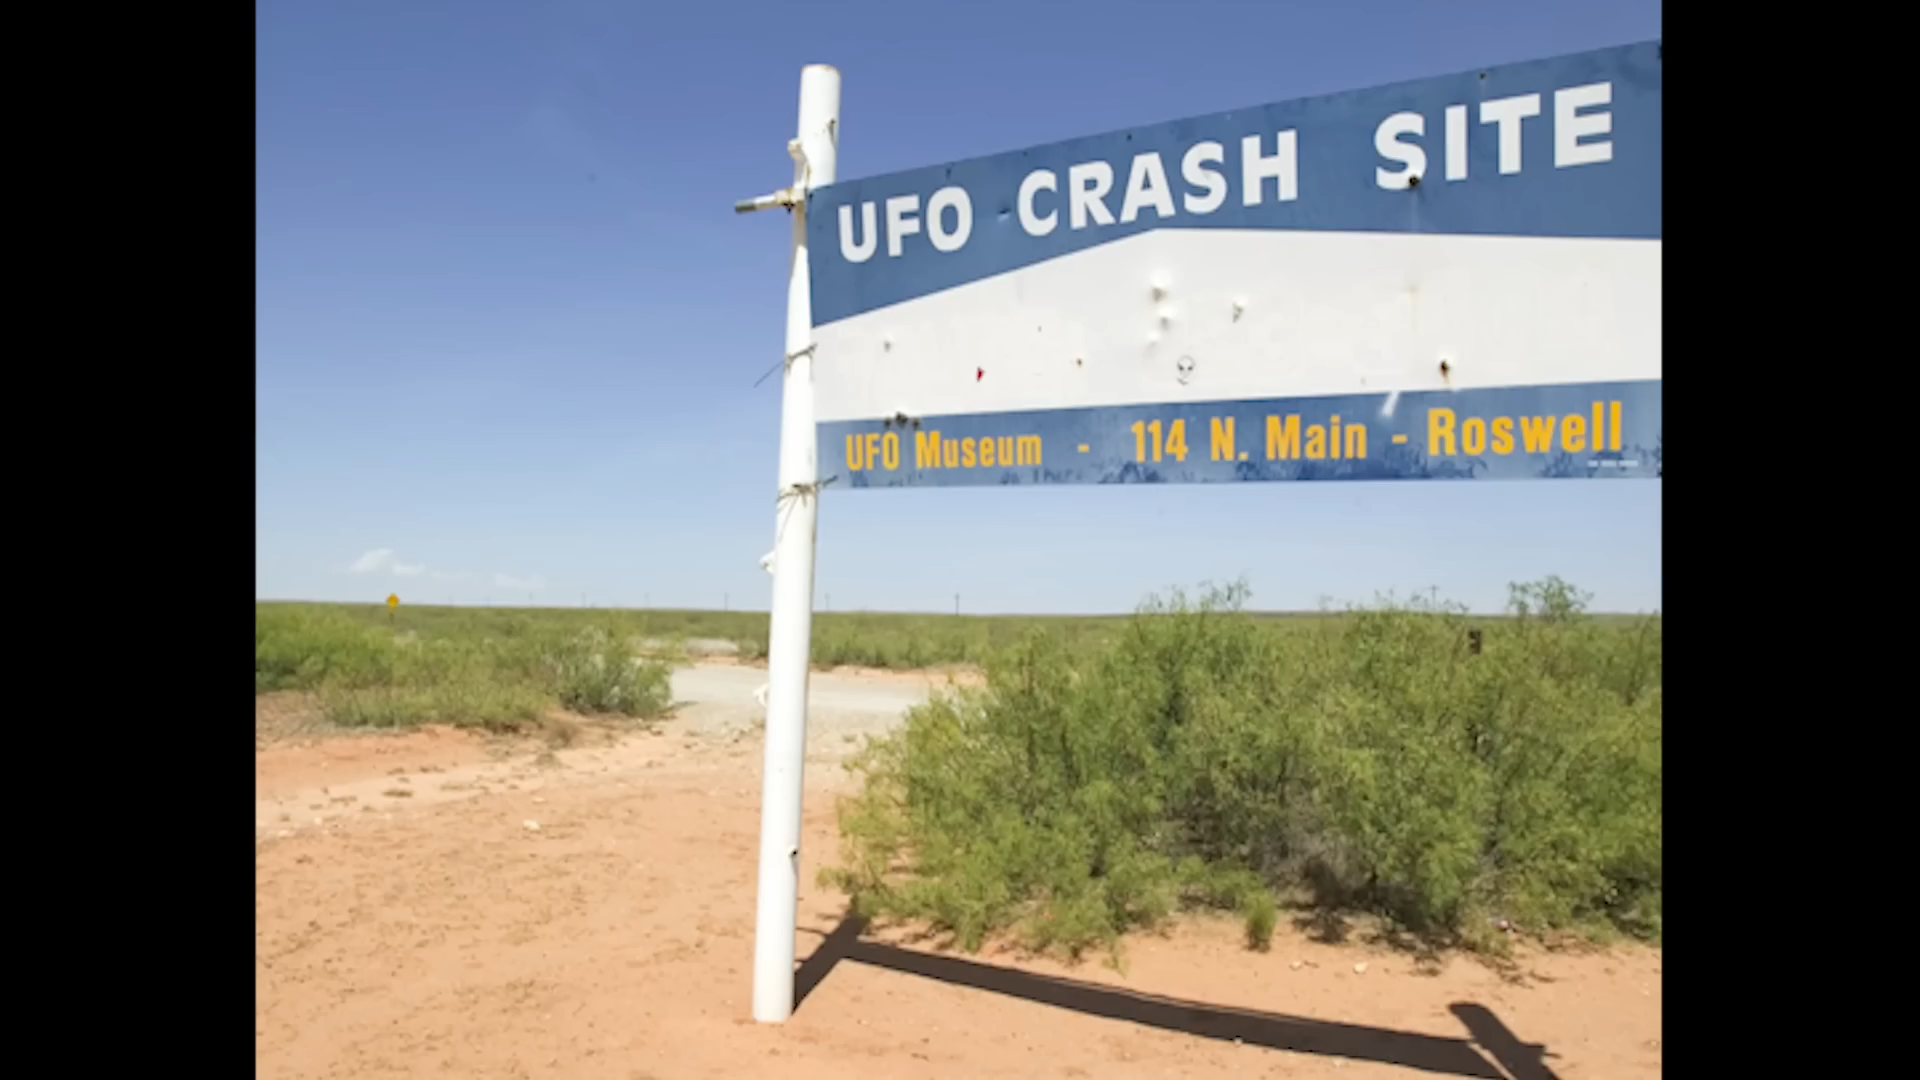 UFO CRASH SITE
UFO Museum - 114 N. Main - Roswell